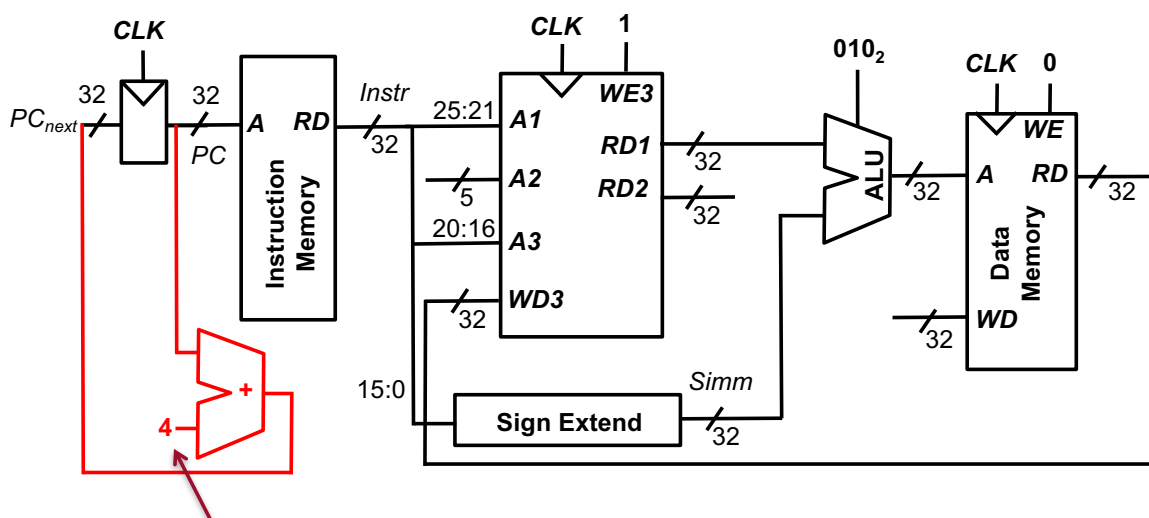 CLK
CLK
1
010₂
CLK
0
32
32
PCnext
PC
A
RD
Instruction
Memory
Instr
32
25:21
A1
WE3
RD1
32
5
A2
RD2
32
20:16
A3
32
WD3
ALU
32
WE
A
RD
32
Data
Memory
32
WD
+
4
15:0
Sign Extend
Simm
32